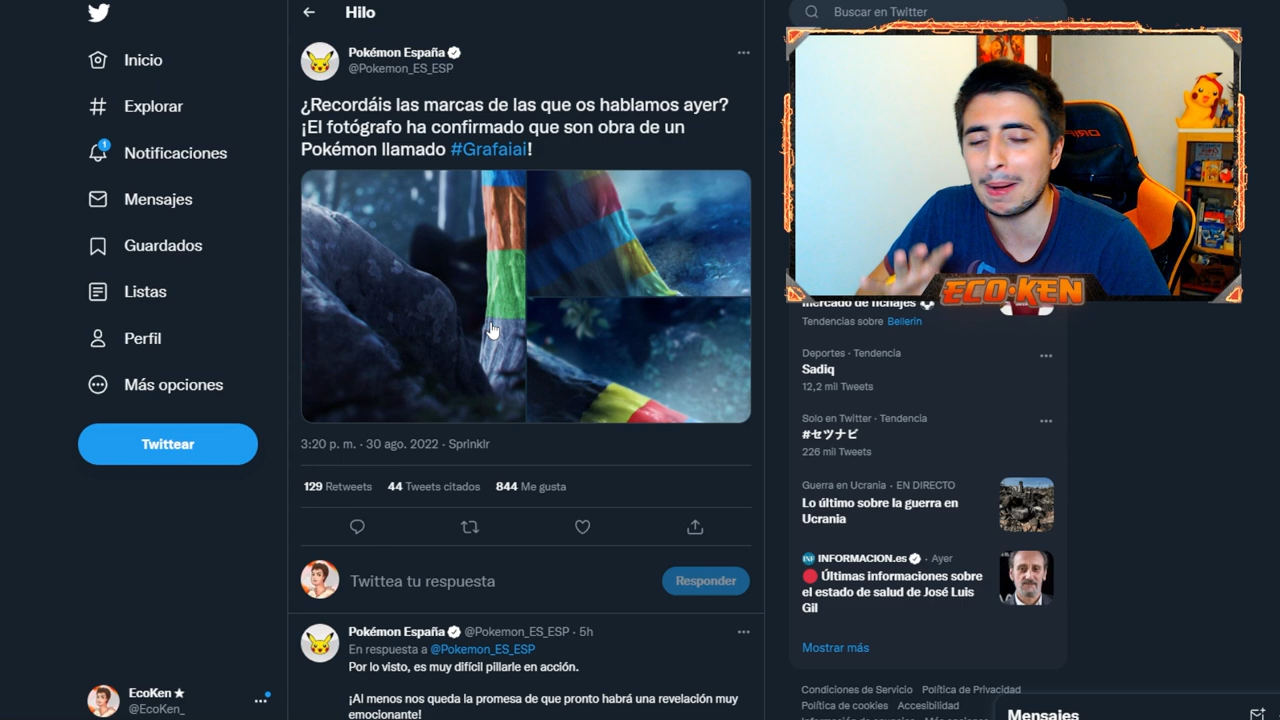 Inicio
Explorar
1
Notificaciones
Mensajes
Guardados
Listas
Perfil
Más opciones
Twittear
EcoKen ★
@EcoKen_
Hilo
Pokémon España
@Pokemon_ES_ESP
¿Recordáis las marcas de las que os hablamos ayer?
¡El fotógrafo ha confirmado que son obra de un
Pokémon llamado #Grafaiai!
3:20 p. m. · 30 ago. 2022 · Sprinklr
129 Retweets 44 Tweets citados 844 Me gusta
Twittea tu respuesta
Responder
Pokémon España @Pokemon_ES_ESP · 5h
En respuesta a @Pokemon_ES_ESP
Por lo visto, es muy difícil pillarle en acción.
¡Al menos nos queda la promesa de que pronto habrá una revelación muy
emocionante!
Buscar en Twitter
ECO·KEN
mercado de fichajes
Tendencias sobre Bellerín
Deportes · Tendencia
Sadiq
12,2 mil Tweets
Solo en Twitter · Tendencia
#セツナビ
226 mil Tweets
Guerra en Ucrania · EN DIRECTO
Lo último sobre la guerra en
Ucrania
INFORMACION.es · Ayer
Últimas informaciones sobre
el estado de salud de José Luis
Gil
Mostrar más
Condiciones de Servicio Política de Privacidad
Política de cookies Accesibilidad
Mensajes